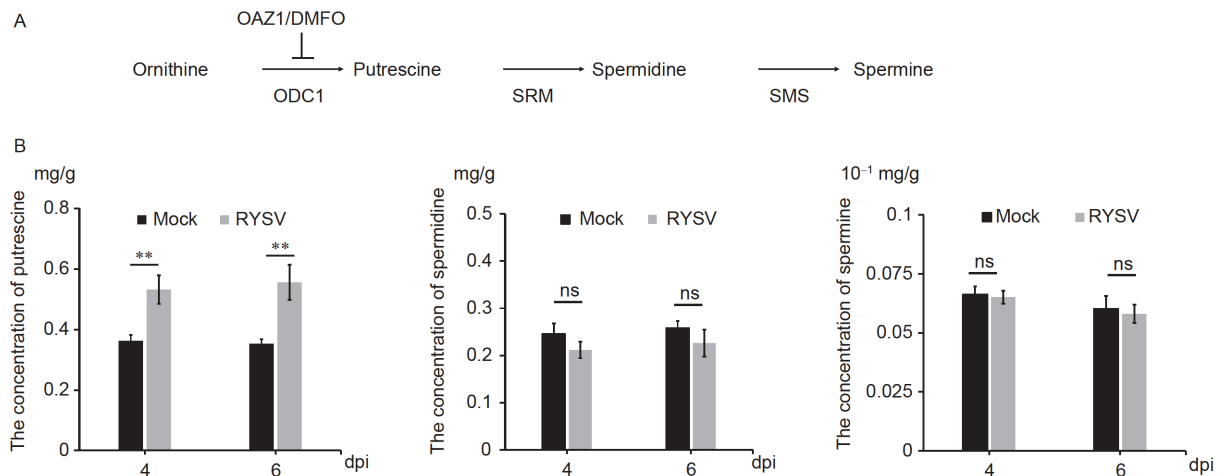 A
OAZ1/DMFO
Ornithine Putrescine Spermidine Spermine
ODC1 SRM SMS
B
mg/g
The concentration of putrescine
0.8
0.6
0.4
0.2
0
Mock RYSV
**
**
4 6 dpi
mg/g
The concentration of spermidine
0.5
0.4
0.3
0.2
0.1
0
Mock RYSV
ns
ns
4 6 dpi
10⁻¹ mg/g
The concentration of spermine
0.1
0.075
0.05
0.025
0
Mock RYSV
ns
ns
4 6 dpi